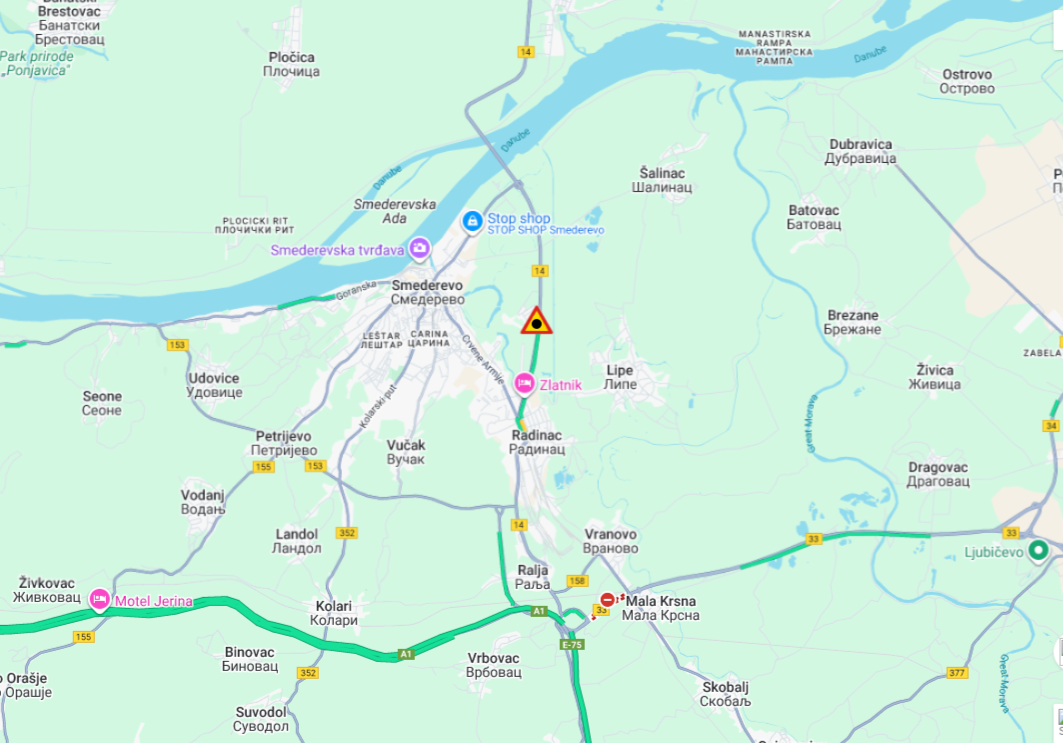 Brestovac
Банатски
Брестовац
Park prirode
„Ponjavica"
Pločica
Плочица
14
MANASTIRSKA
RAMPA
МАНАСТИРСКА
РАМПА
Danube
Ostrovo
Острово
Danube
Dubravica
Дубравица
Danube
Šalinac
Шалинац
Smederevska
Ada
Batovac
Батовац
PLOCICKI RIT
ПЛОЧИЧКИ РИТ
Stop shop
STOP SHOP Smederevo
Smederevska tvrđava
14
Smederevo
Смедерево
Goranska
Brezane
Брежане
LEŠTAR
ЛЕШТАР
CARINA
ЦАРИНА
153
Crvene Armije
ZABELA
Udovice
Удовице
Zlatnik
Lipe
Липе
Živica
Живица
Seone
Сеоне
Kolarski put
Great Morava
34
Petrijevo
Петријево
Vučak
Вучак
Radinac
Радинац
155
153
Dragovac
Драговац
Vodanj
Водањ
14
Landol
Ландол
352
Vranovo
Враново
33
33
Ljubičevo
Ralja
Раља
158
Živkovac
Живковац
Motel Jerina
Kolari
Колари
A1
33
Mala Krsna
Мала Крсна
155
E-75
Binovac
Биновац
A1
Vrbovac
Врбовац
352
377
Great Morava
Orašje
Орашје
Skobalj
Скобаљ
Suvodol
Суводол